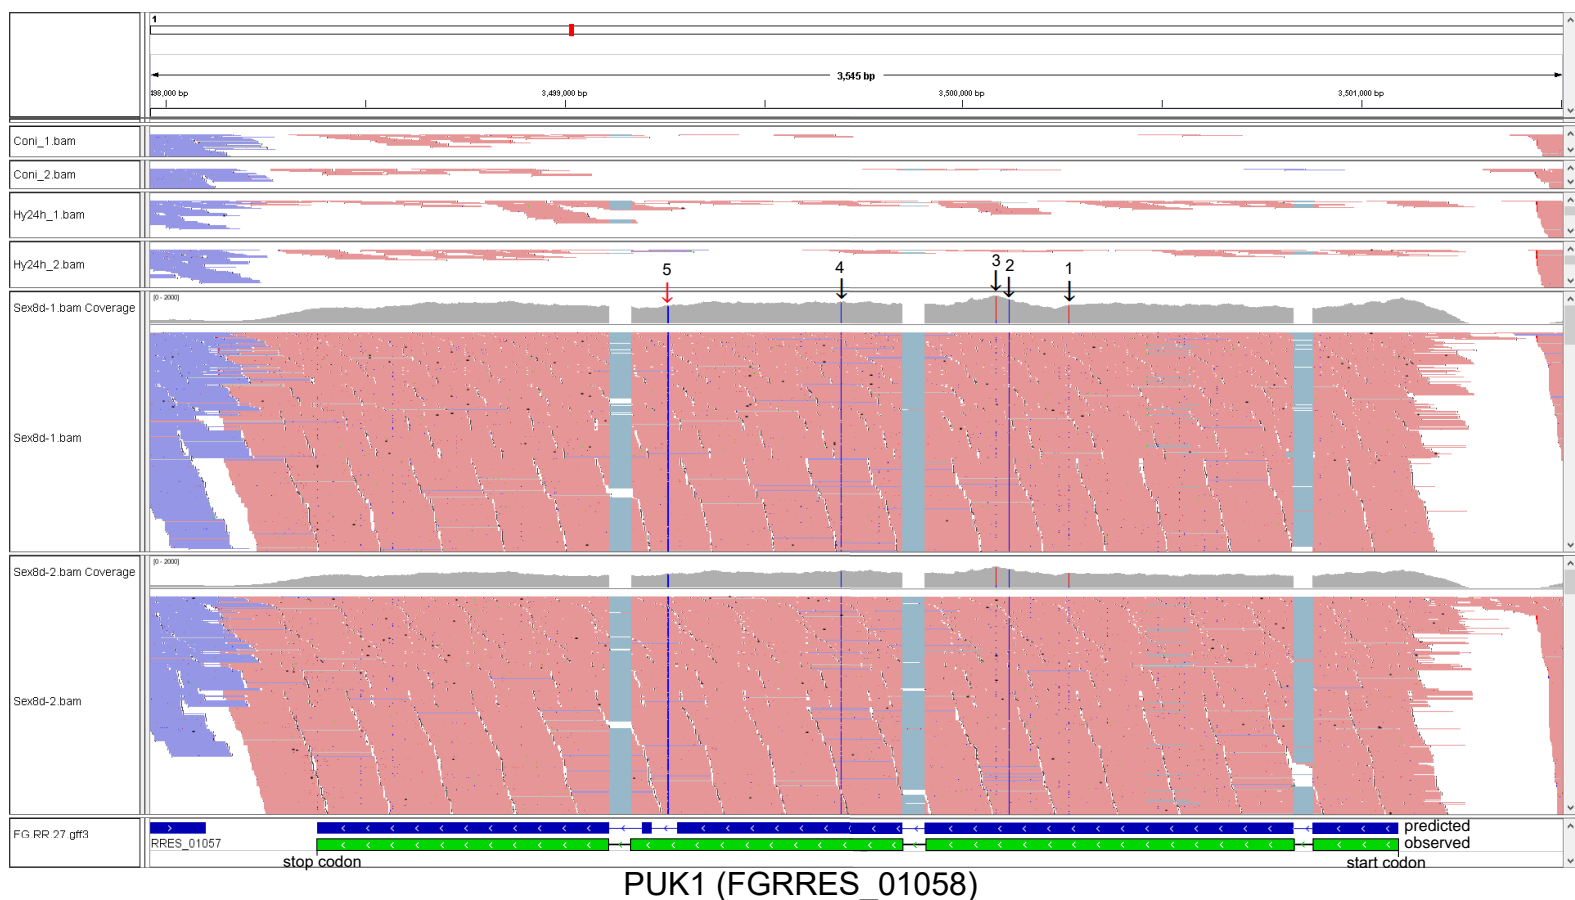 1
3,545 bp
498,000 bp 3,499,000 bp 3,500,000 bp 3,501,000 bp
Coni_1.bam
Coni_2.bam
Hy24h_1.bam
Hy24h_2.bam
5 4 3 2 1
Sex8d-1.bam Coverage
[0 - 2000]
Sex8d-1.bam
Sex8d-2.bam Coverage
[0 - 2000]
Sex8d-2.bam
FG.RR.27.gff3
predicted
RRES_01057
observed
stop codon
start codon
PUK1 (FGRRES_01058)